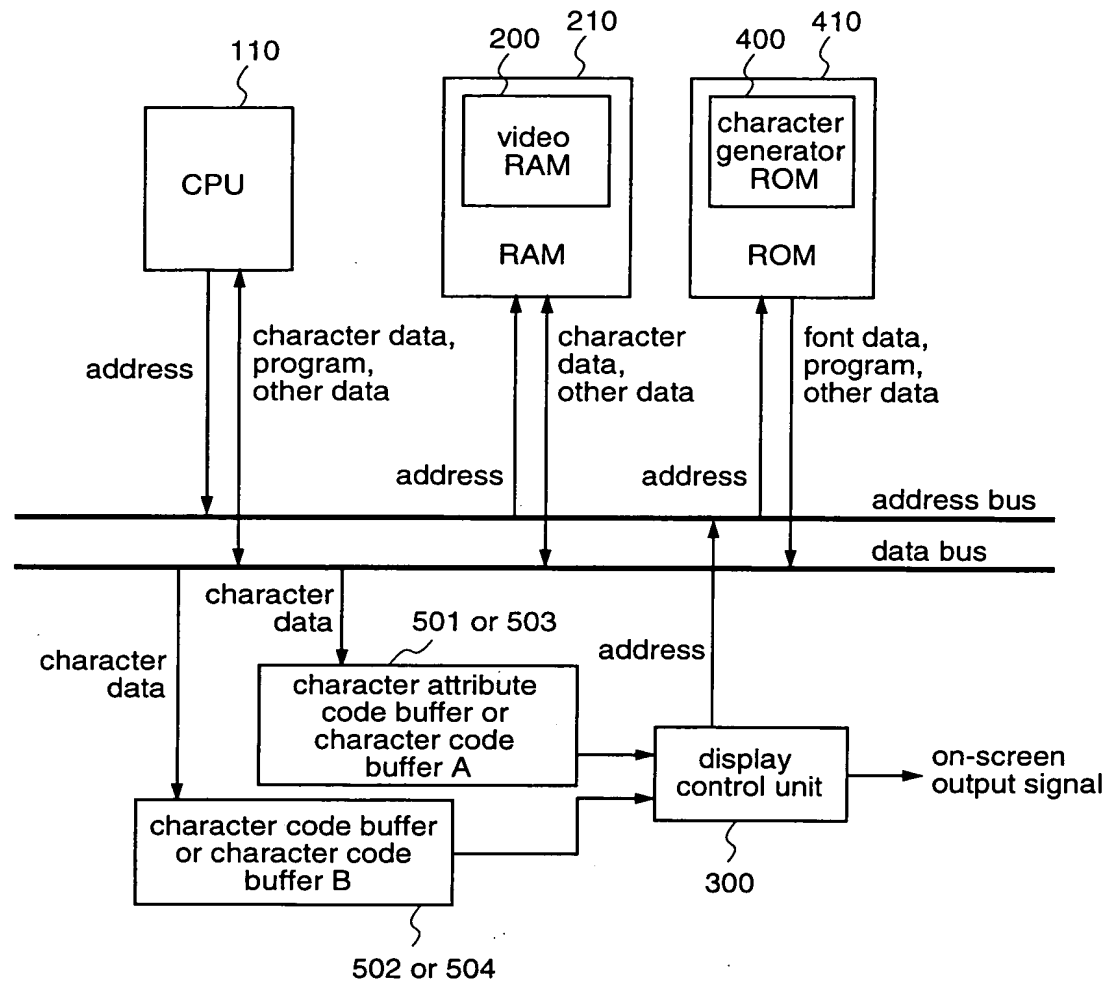 110
200
210
400
410
CPU
video
RAM
RAM
character
generator
ROM
ROM
address
character data,
program,
other data
character
data,
other data
font data,
program,
other data
address
address
address bus
data bus
character
data
character
data
501 or 503
address
character attribute
code buffer or
character code
buffer A
display
control unit
on-screen
output signal
character code buffer
or character code
buffer B
300
502 or 504